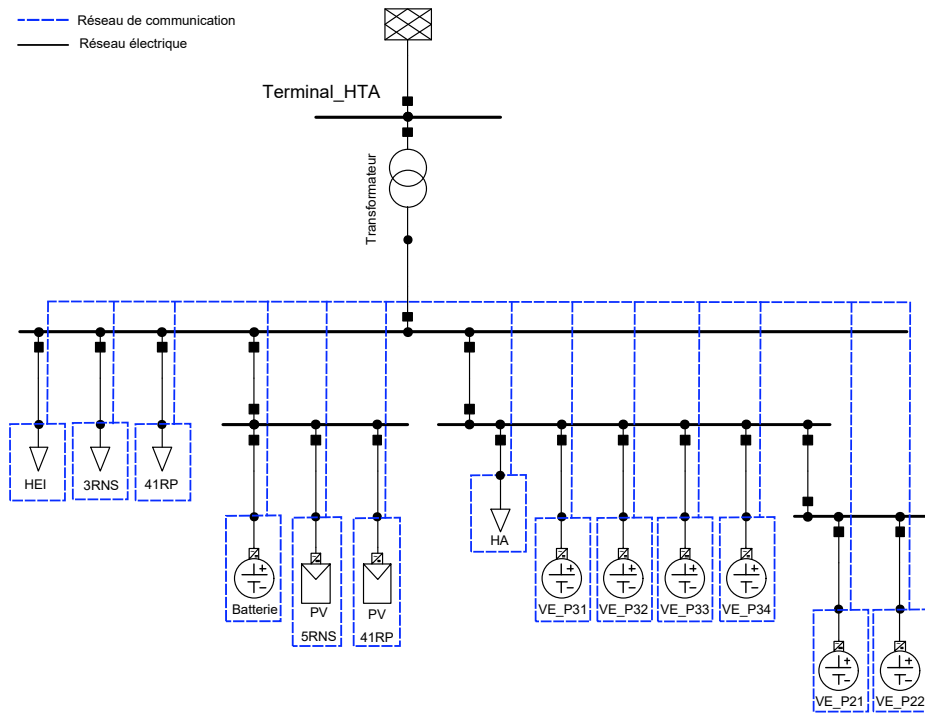 Réseau de communication
Réseau électrique
Terminal_HTA
Transformateur
HEI
3RNS
41RP
HA
Batterie
PV
5RNS
PV
41RP
VE_P31
VE_P32
VE_P33
VE_P34
VE_P21
VE_P22